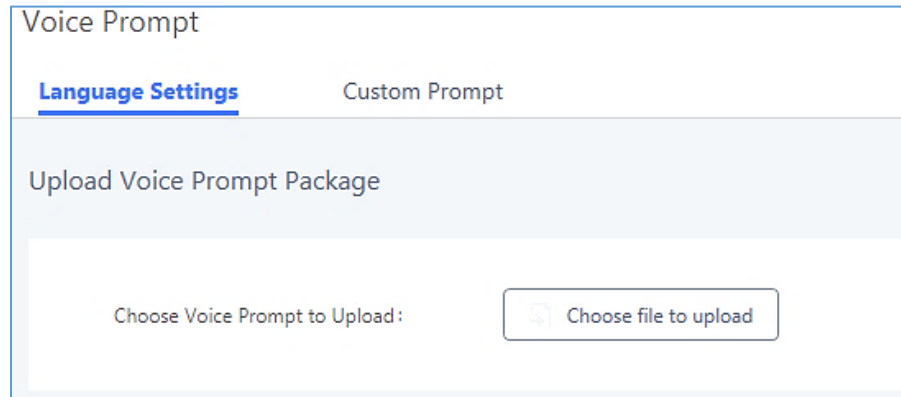 Voice Prompt
Language Settings Custom Prompt
Upload Voice Prompt Package
Choose Voice Prompt to Upload: Choose file to upload